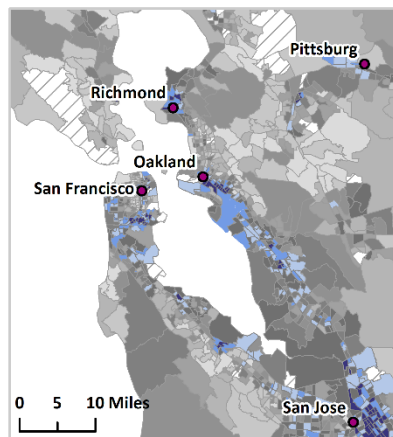 Pittsburg
Richmond
Oakland
San Francisco
San Jose
0 5 10 Miles